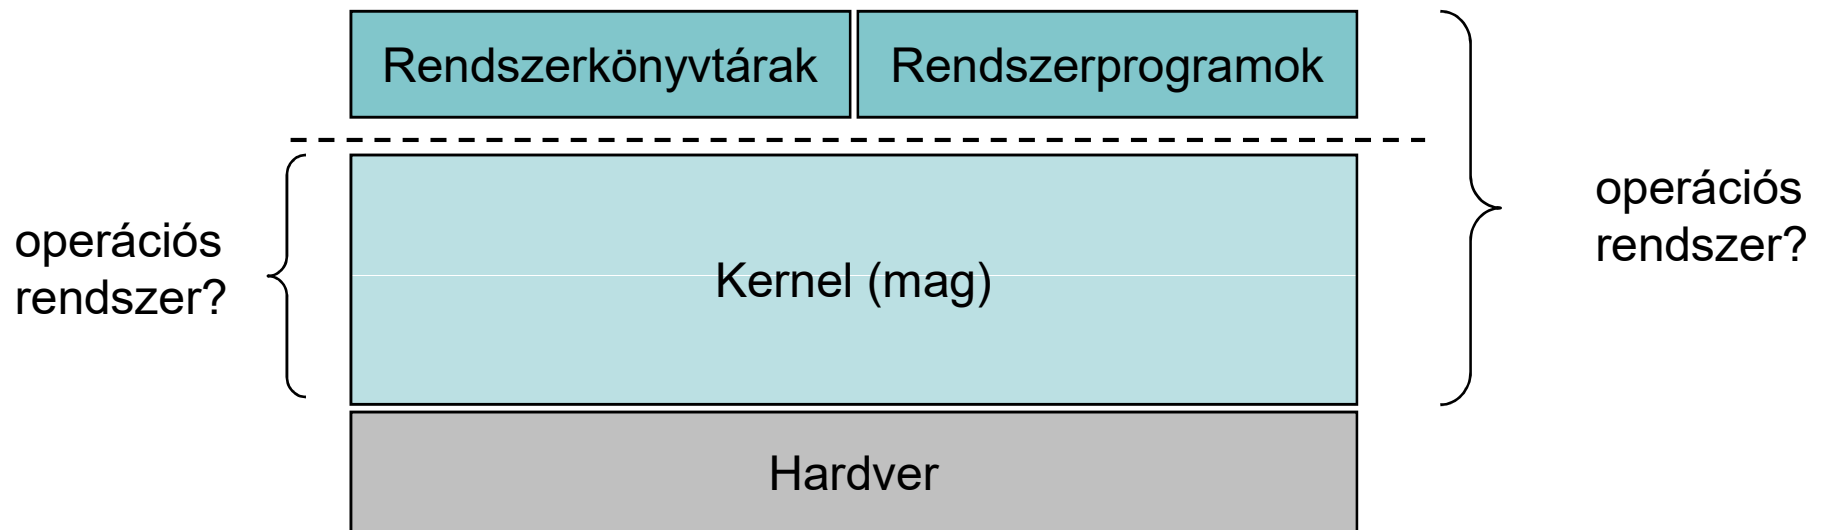 Rendszerkönyvtárak
Rendszerprogramok
operációs
rendszer?
Kernel (mag)
operációs
rendszer?
Hardver